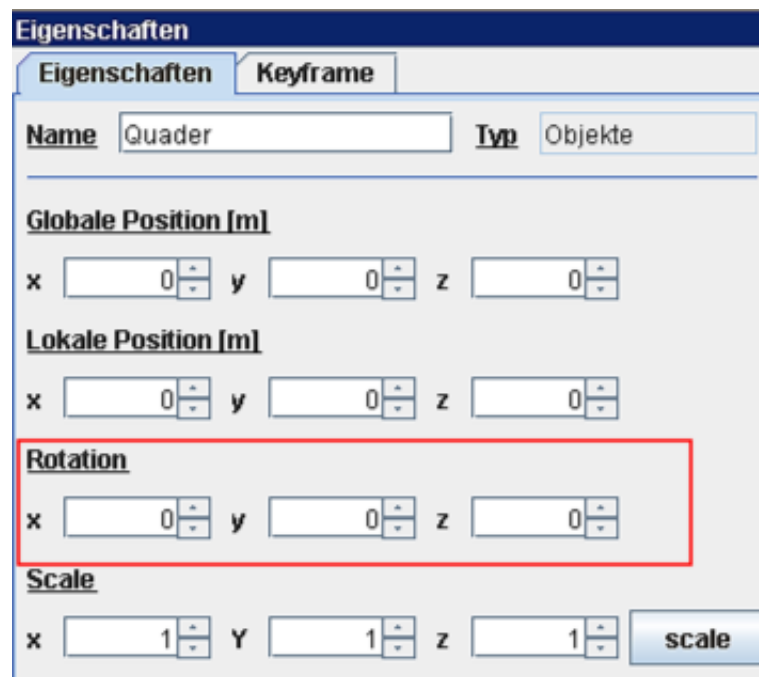 Eigenschaften
Eigenschaften Keyframe
Name Quader Typ Objekte
Globale Position [m]
x 0 y 0 z 0
Lokale Position [m]
x 0 y 0 z 0
Rotation
x 0 y 0 z 0
Scale
x 1 Y 1 z 1 scale